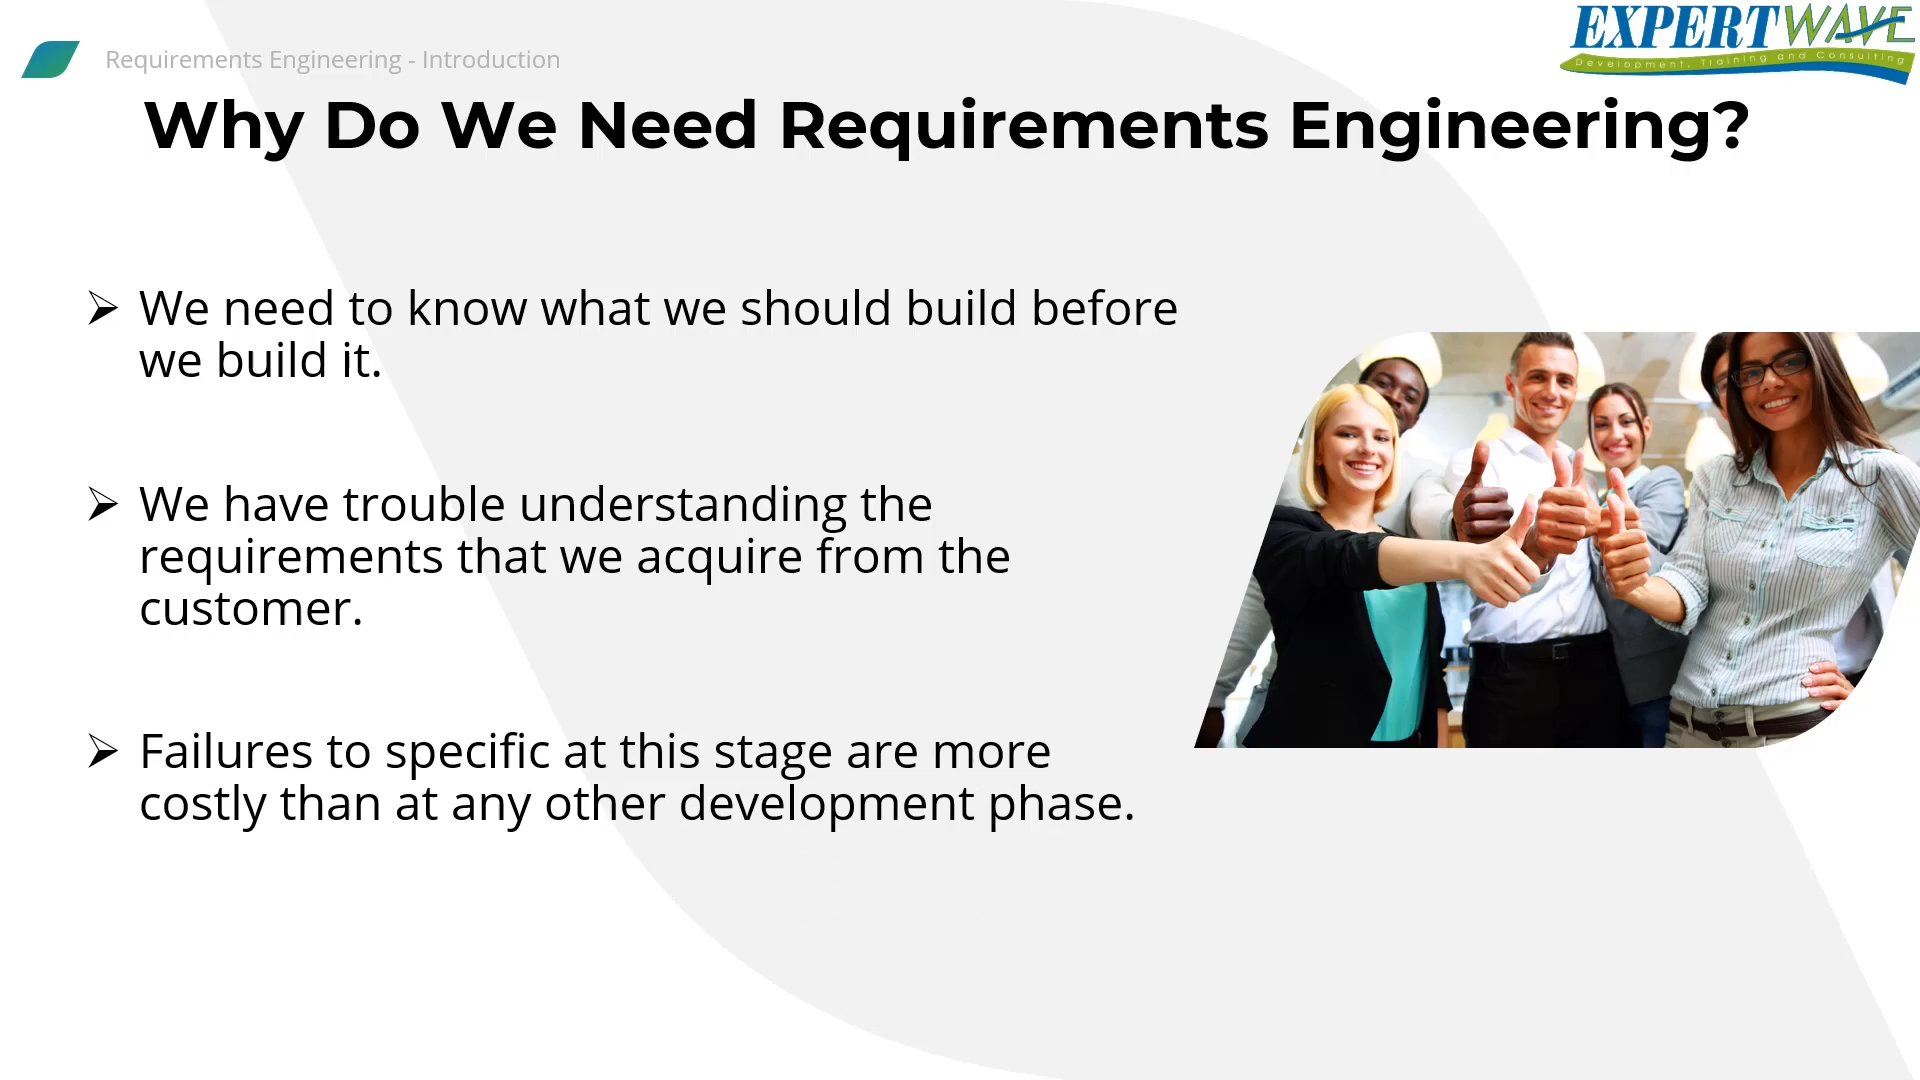 EXPERTWAVE
Development, Training and Consulting
Requirements Engineering - Introduction
Why Do We Need Requirements Engineering?
We need to know what we should build before
we build it.
We have trouble understanding the
requirements that we acquire from the
customer.
Failures to specific at this stage are more
costly than at any other development phase.